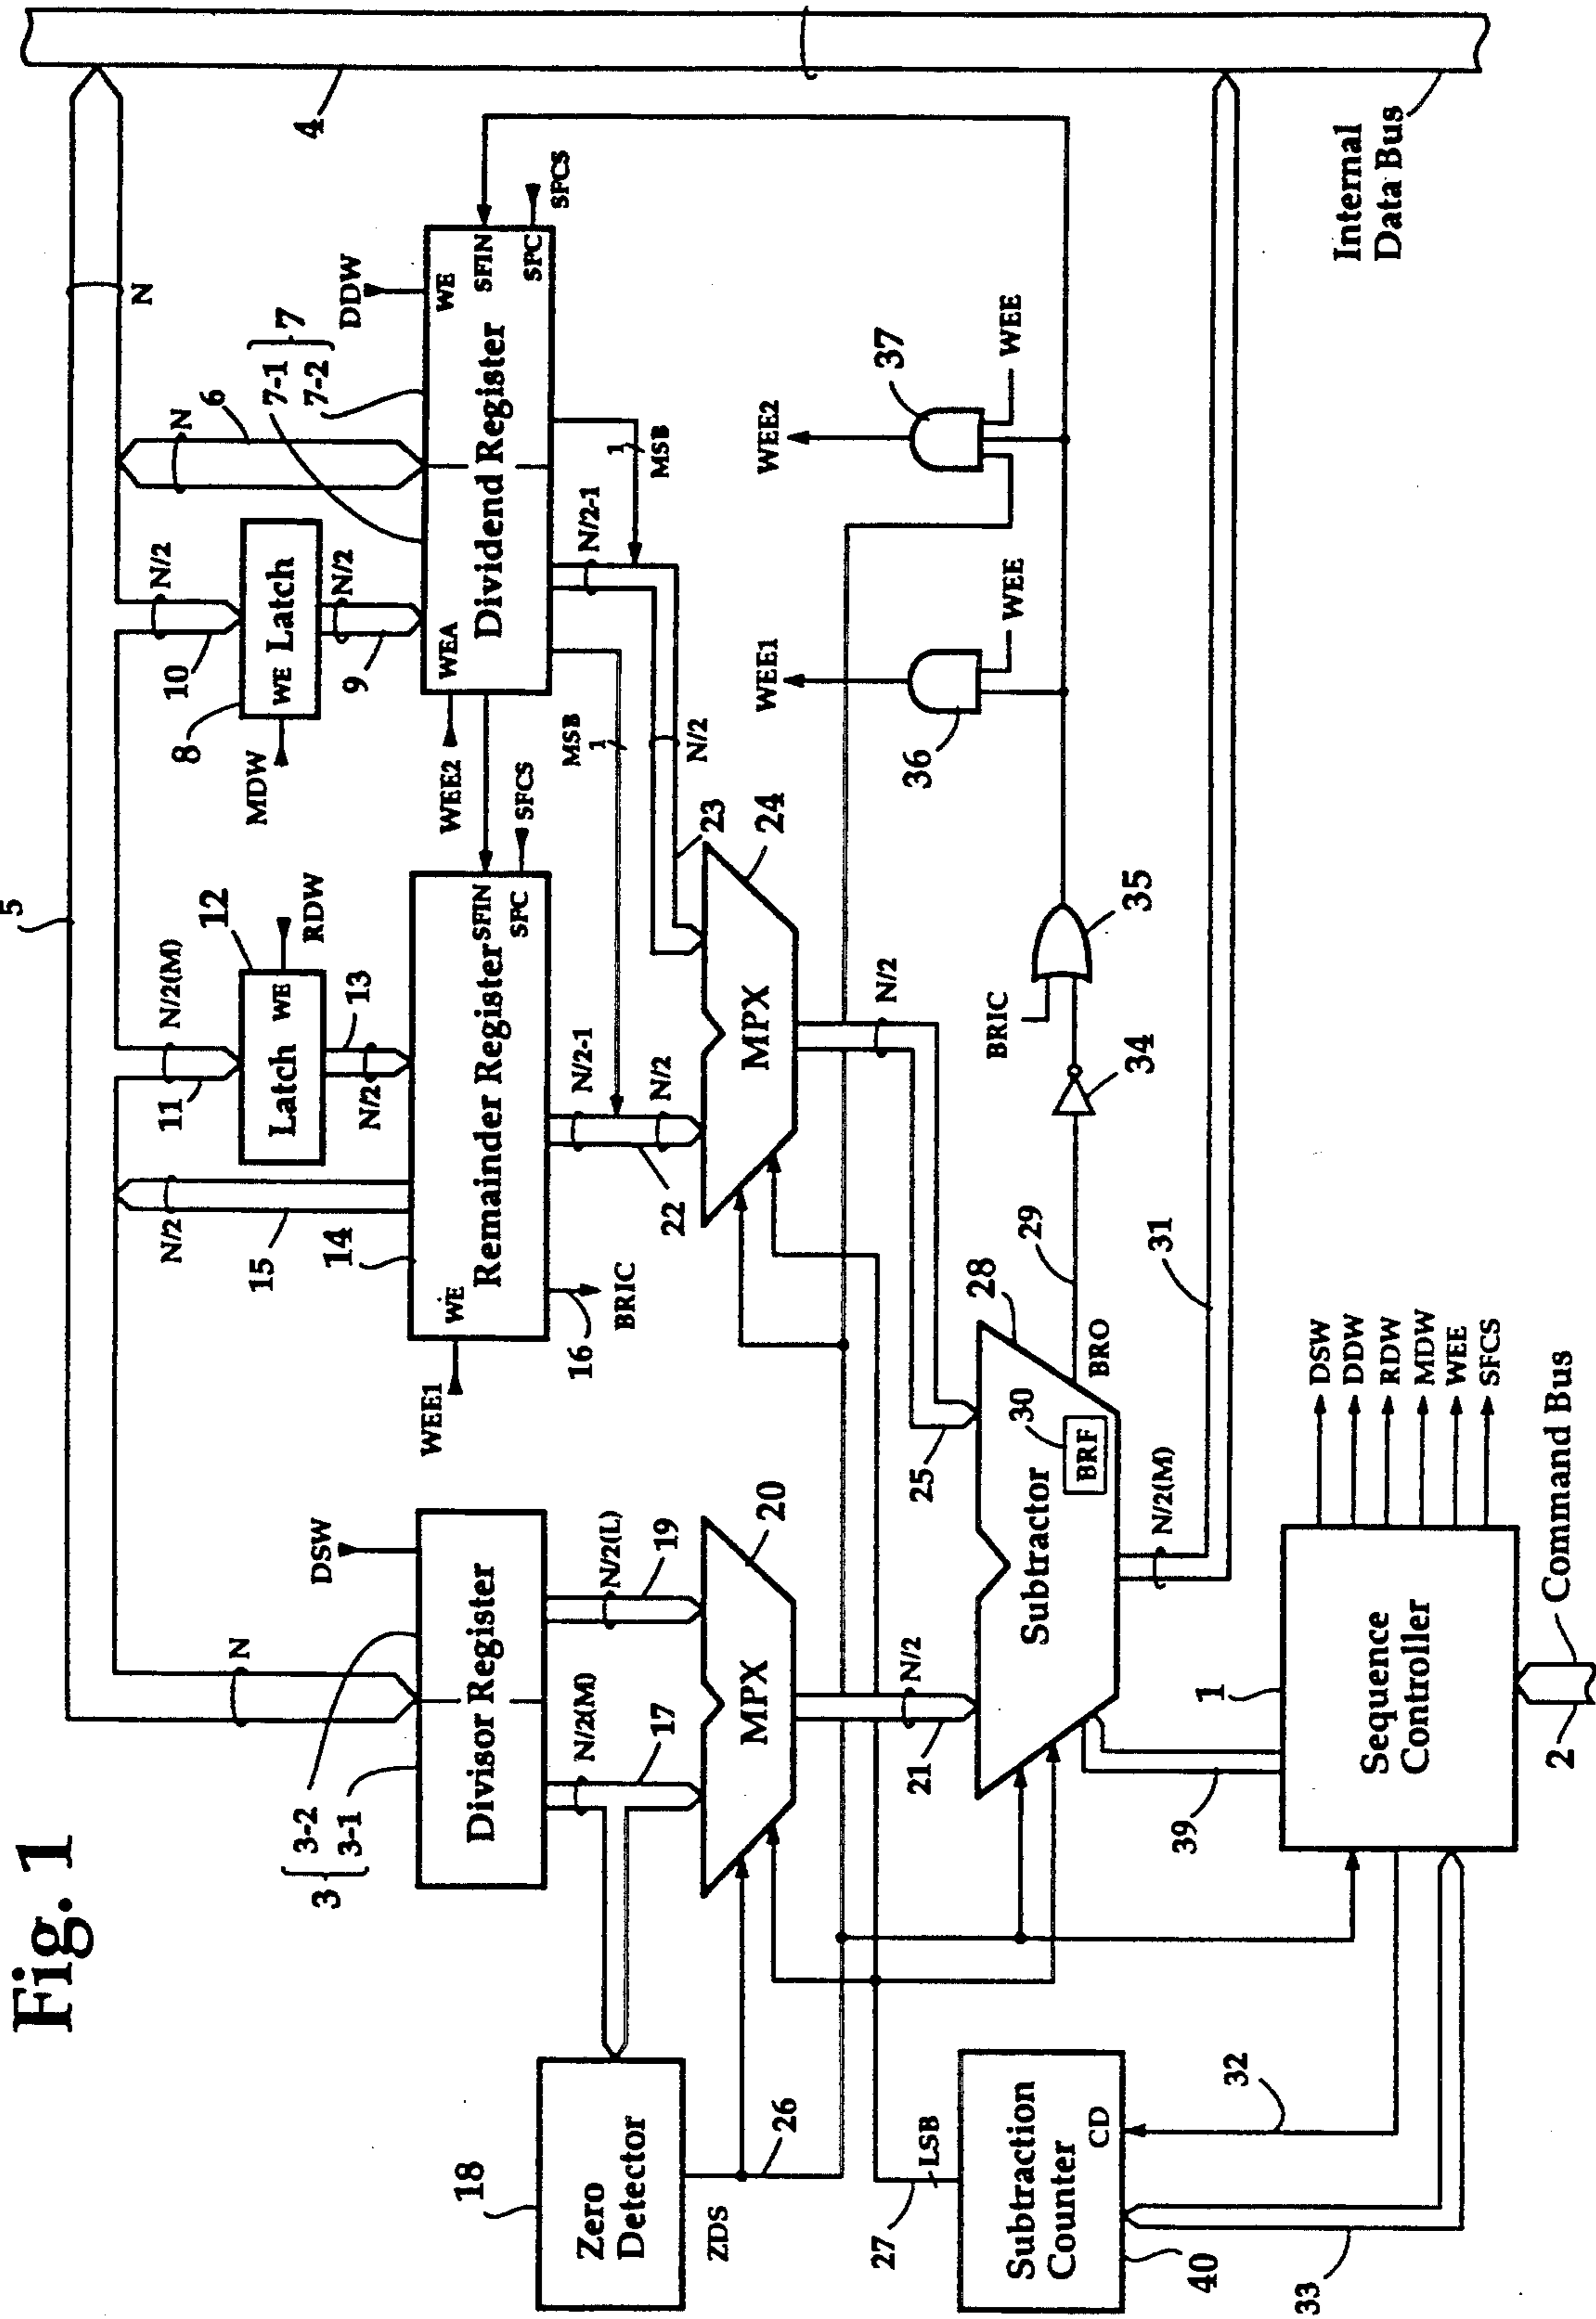 Fig. 1
5
N
4
Internal
Data Bus
N/2
15
N/2(M)
11
N/2
10
N
6
N
3
3-2
3-1
DSW
Divisor Register
12
Latch
WE
RDW
N/2
13
8
MDW
WE
Latch
N/2
9
7-1
7-2
7
DDW
14
WEE1
WE
Remainder Register
SFIN
SFC
SFCS
16
BRIC
WEE2
WEA
Dividend Register
WE
SFIN
SPC
SFCS
N/2(M)
17
N/2(L)
19
18
Zero
Detector
ZDS
26
MPX
20
N/2-1
N/2
22
MSB
1
N/2-1
1
MSB
N/2
23
MPX
24
N/2
21
N/2
25
WEE1
36
WEE
WEE2
37
WEE
27
LSB
Subtraction
Counter
CD
40
Subtractor
30
BRF
28
BRO
29
BRIC
34
35
N/2(M)
31
39
32
33
1
Sequence
Controller
DSW
DDW
RDW
MDW
WEE
SFCS
2
Command Bus